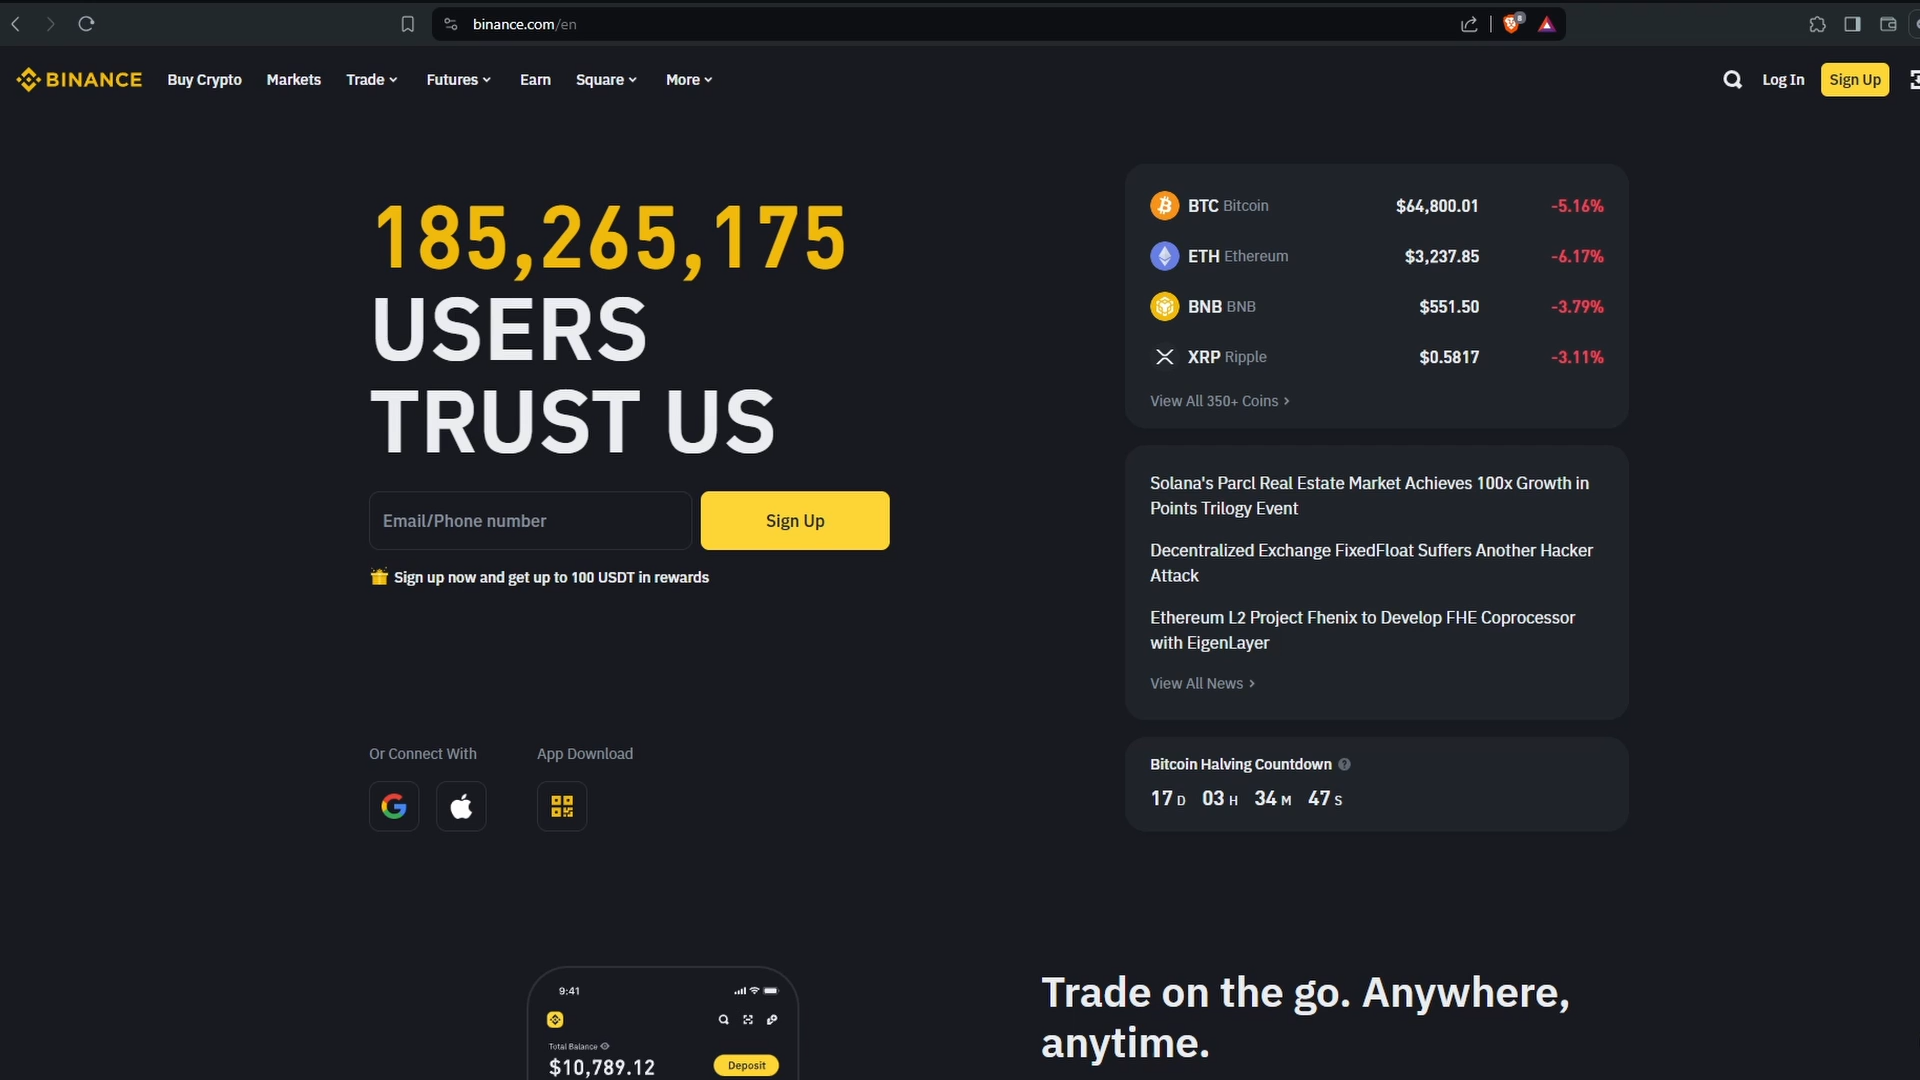 binance.com/en
8
BINANCE
Buy Crypto
Markets
Trade
Futures
Earn
Square
More
Log In
Sign Up
185,265,175
USERS
TRUST US
Email/Phone number
Sign Up
Sign up now and get up to 100 USDT in rewards
Or Connect With
App Download
BTC Bitcoin $64,800.01 -5.16%
ETH Ethereum $3,237.85 -6.17%
BNB BNB $551.50 -3.79%
XRP Ripple $0.5817 -3.11%
View All 350+ Coins >
Solana's Parcl Real Estate Market Achieves 100x Growth in
Points Trilogy Event
Decentralized Exchange FixedFloat Suffers Another Hacker
Attack
Ethereum L2 Project Fhenix to Develop FHE Coprocessor
with EigenLayer
View All News >
Bitcoin Halving Countdown ?
17 D 03 H 34 M 47 S
9:41
Total Balance
$10,789.12
Deposit
Trade on the go. Anywhere,
anytime.